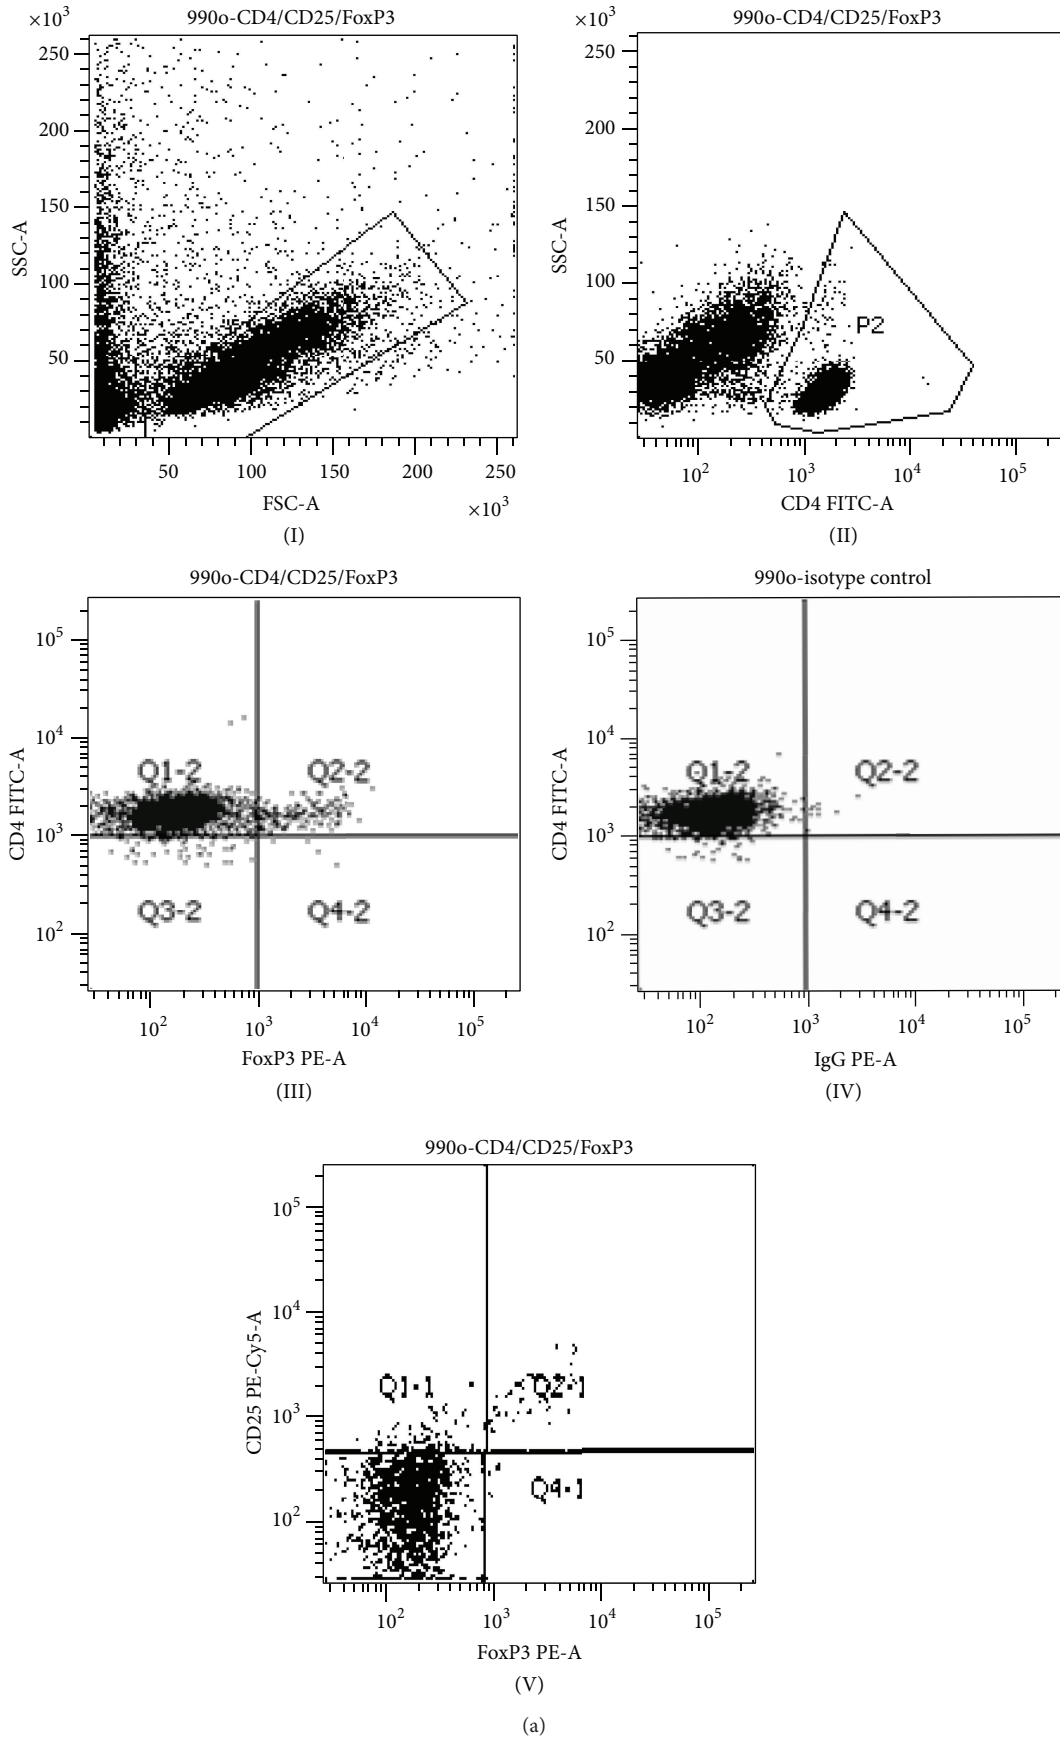 990o-CD4/CD25/FoxP3
×10³
250
200
150
100
50
SSC-A
50
100
150
200
250
FSC-A
×10³
(I)
990o-CD4/CD25/FoxP3
×10³
250
200
150
100
50
SSC-A
P2
10² 10³ 10⁴ 10⁵
CD4 FITC-A
(II)
990o-CD4/CD25/FoxP3
10⁵
10⁴
10³
10²
CD4 FITC-A
Q1-2 Q2-2
Q3-2 Q4-2
10² 10³ 10⁴ 10⁵
FoxP3 PE-A
(III)
990o-isotype control
10⁵
10⁴
10³
10²
CD4 FITC-A
Q1-2 Q2-2
Q3-2 Q4-2
10² 10³ 10⁴ 10⁵
IgG PE-A
(IV)
990o-CD4/CD25/FoxP3
10⁵
10⁴
10³
10²
CD25 PE-Cy5-A
Q1-1 Q2-1
Q4-1
10² 10³ 10⁴ 10⁵
FoxP3 PE-A
(V)
(a)